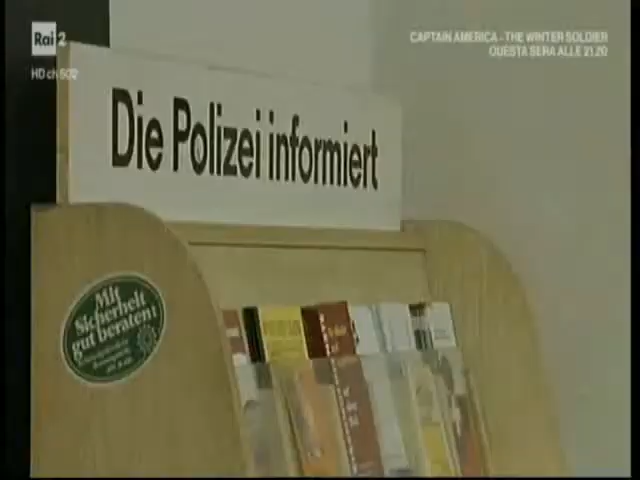 Rai 2
HD ch 502
CAPTAIN AMERICA - THE WINTER SOLDIER
QUESTA SERA ALLE 21.20
Die Polizei informiert
Mit
Sicherheit
gut beraten!